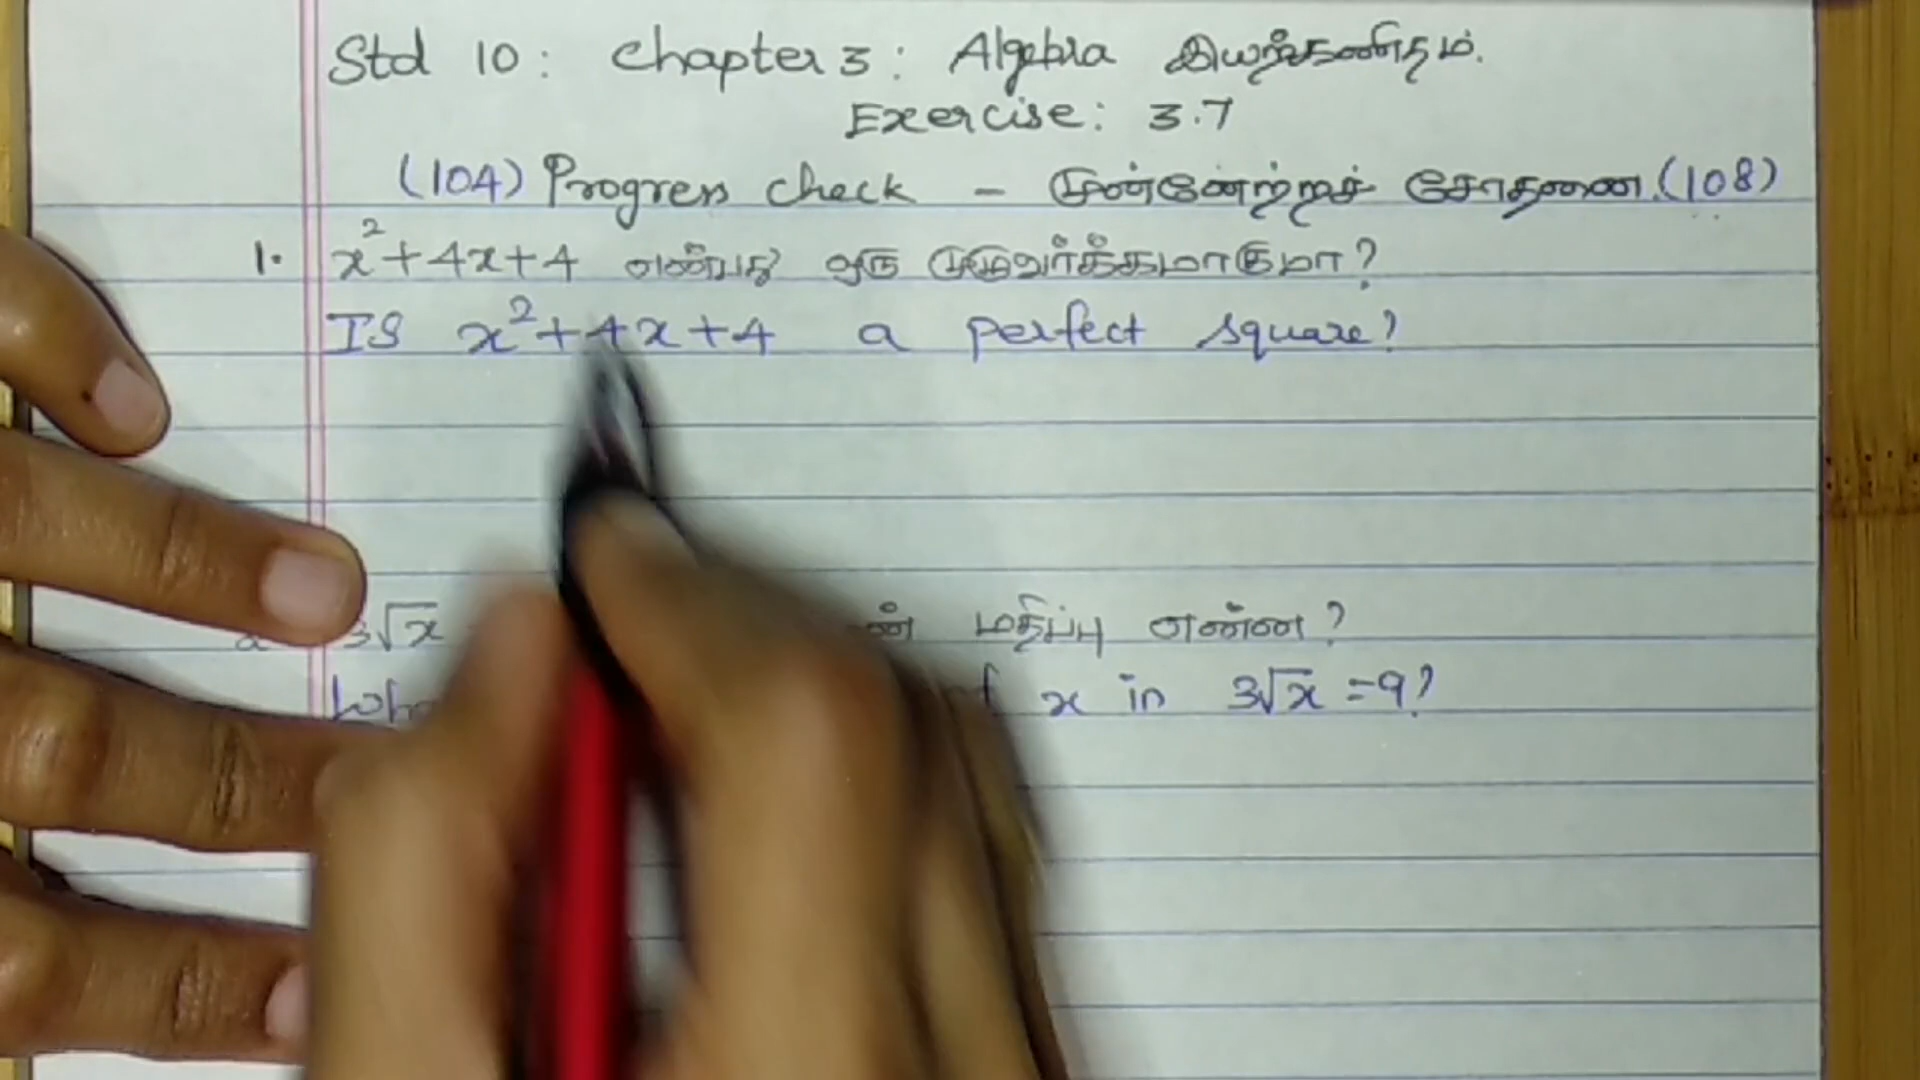 Std 10: Chapter 3: Algebra இயற்கணிதம்.
Exercise: 3.7
(104) Progress check - முன்னேற்றச் சோதனை.(108)
1. x²+4x+4 என்பது ஒரு முழுவர்க்கமாகுமா?
IS x²+4x+4 a perfect square?
3√x மதிப்பு என்ன?
x in 3√x =9?